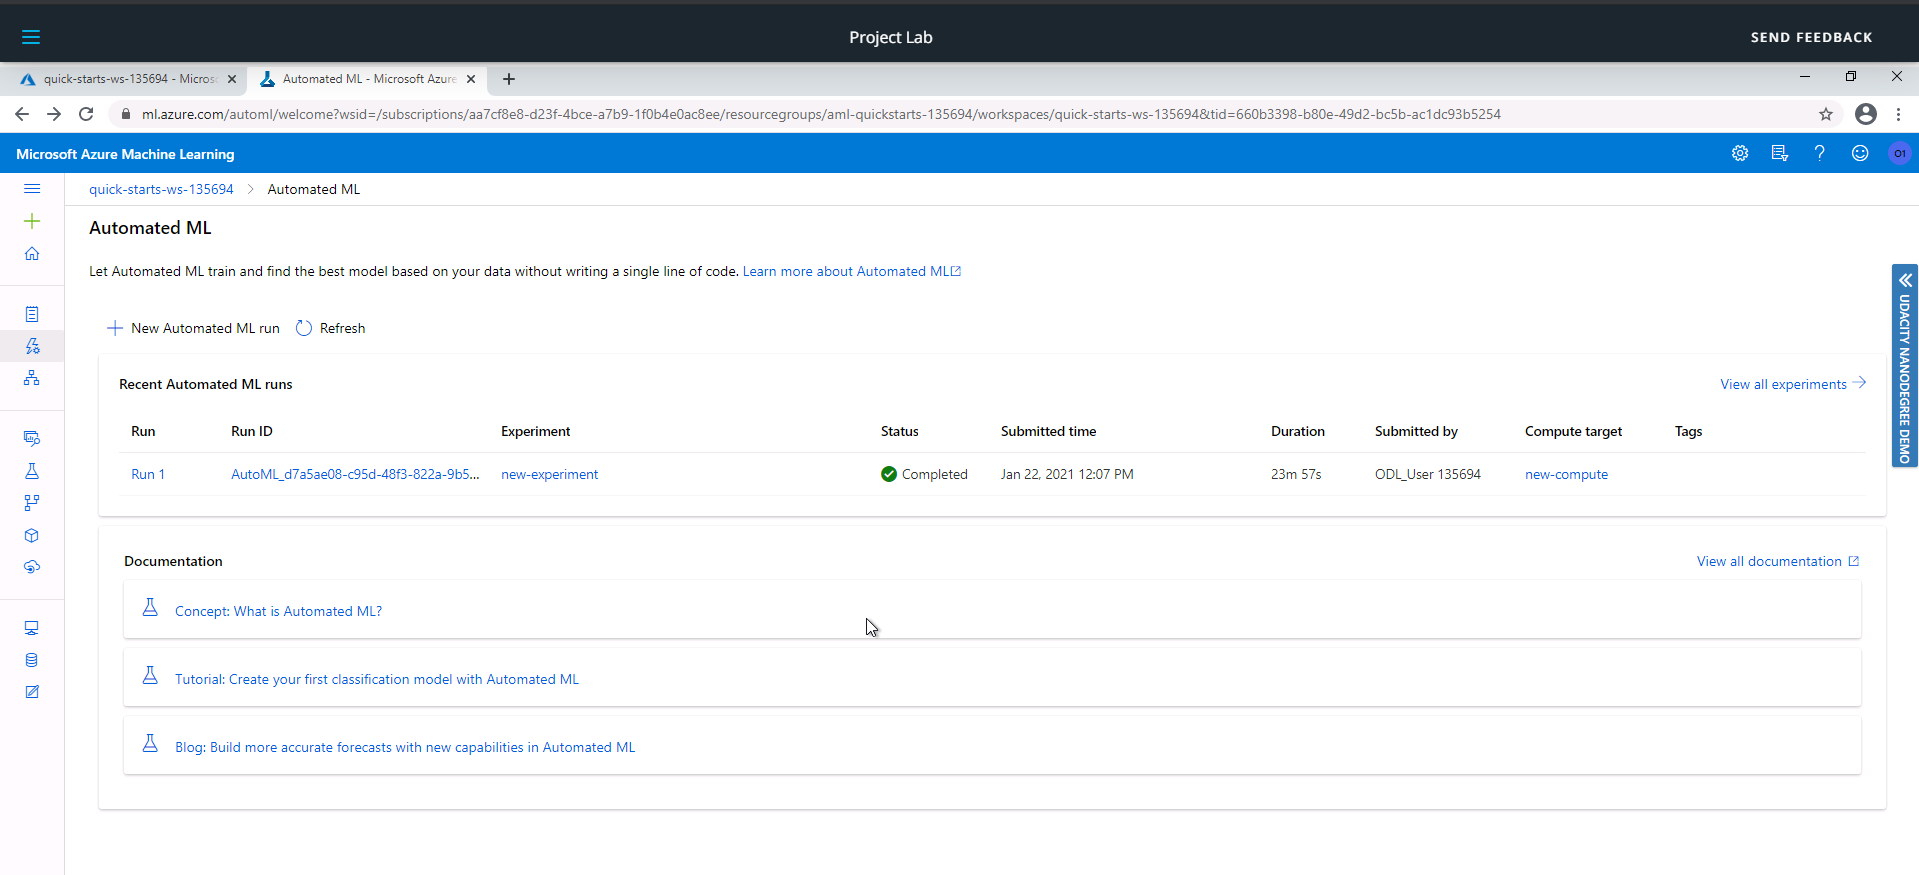 Project Lab
SEND FEEDBACK
quick-starts-ws-135694 - Micros
Automated ML - Microsoft Azure
ml.azure.com/automl/welcome?wsid=/subscriptions/aa7cf8e8-d23f-4bce-a7b9-1f0b4e0ac8ee/resourcegroups/aml-quickstarts-135694/workspaces/quick-starts-ws-135694&tid=660b3398-b80e-49d2-bc5b-ac1dc93b5254
Microsoft Azure Machine Learning
O1
quick-starts-ws-135694 > Automated ML
Automated ML
Let Automated ML train and find the best model based on your data without writing a single line of code. Learn more about Automated ML
New Automated ML run Refresh
Recent Automated ML runs
View all experiments
Run Run ID Experiment Status Submitted time Duration Submitted by Compute target Tags
Run 1 AutoML_d7a5ae08-c95d-48f3-822a-9b5... new-experiment Completed Jan 22, 2021 12:07 PM 23m 57s ODL_User 135694 new-compute
UDACITY NANODEGREE DEMO
Documentation
View all documentation
Concept: What is Automated ML?
Tutorial: Create your first classification model with Automated ML
Blog: Build more accurate forecasts with new capabilities in Automated ML